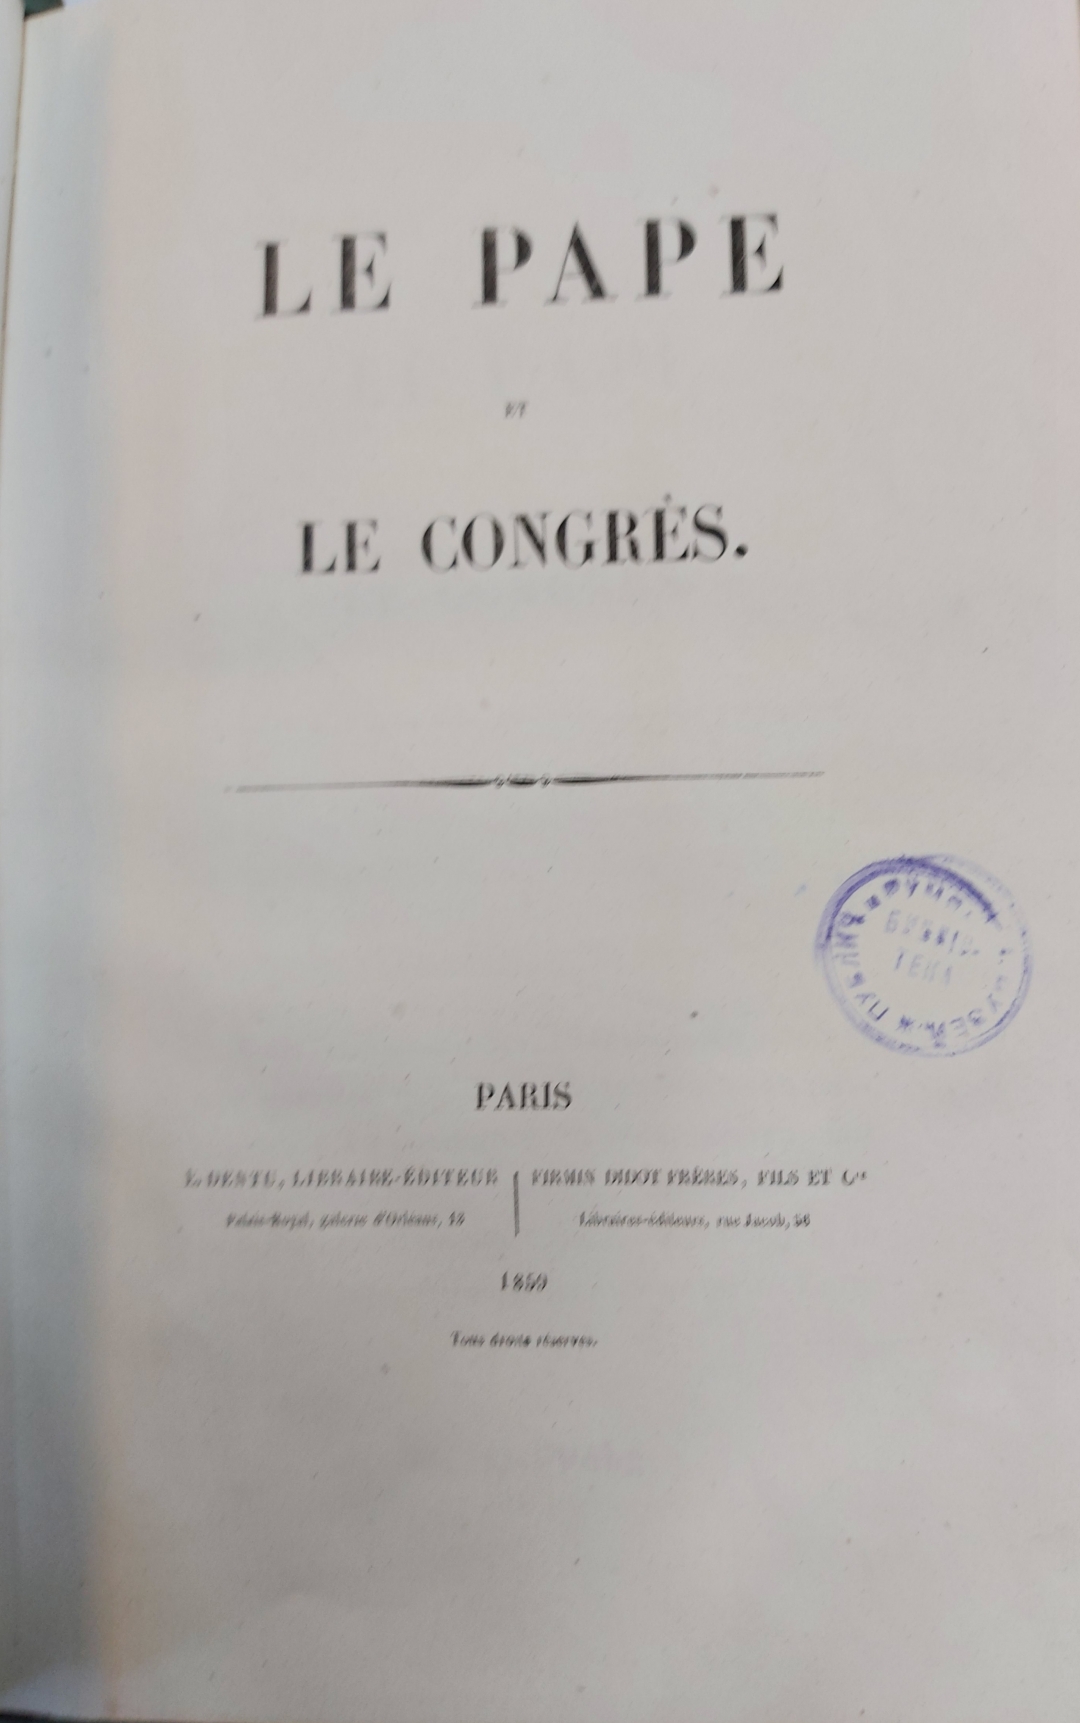 LE PAPE
ET
LE CONGRÈS.
PARIS
E. DENTU, LIBRAIRE-ÉDITEUR
Palais-Royal, galerie d'Orléans, 13
FIRMIN DIDOT FRÈRES, FILS ET Cie
Libraires-éditeurs, rue Jacob, 56
1859
Tous droits réservés.